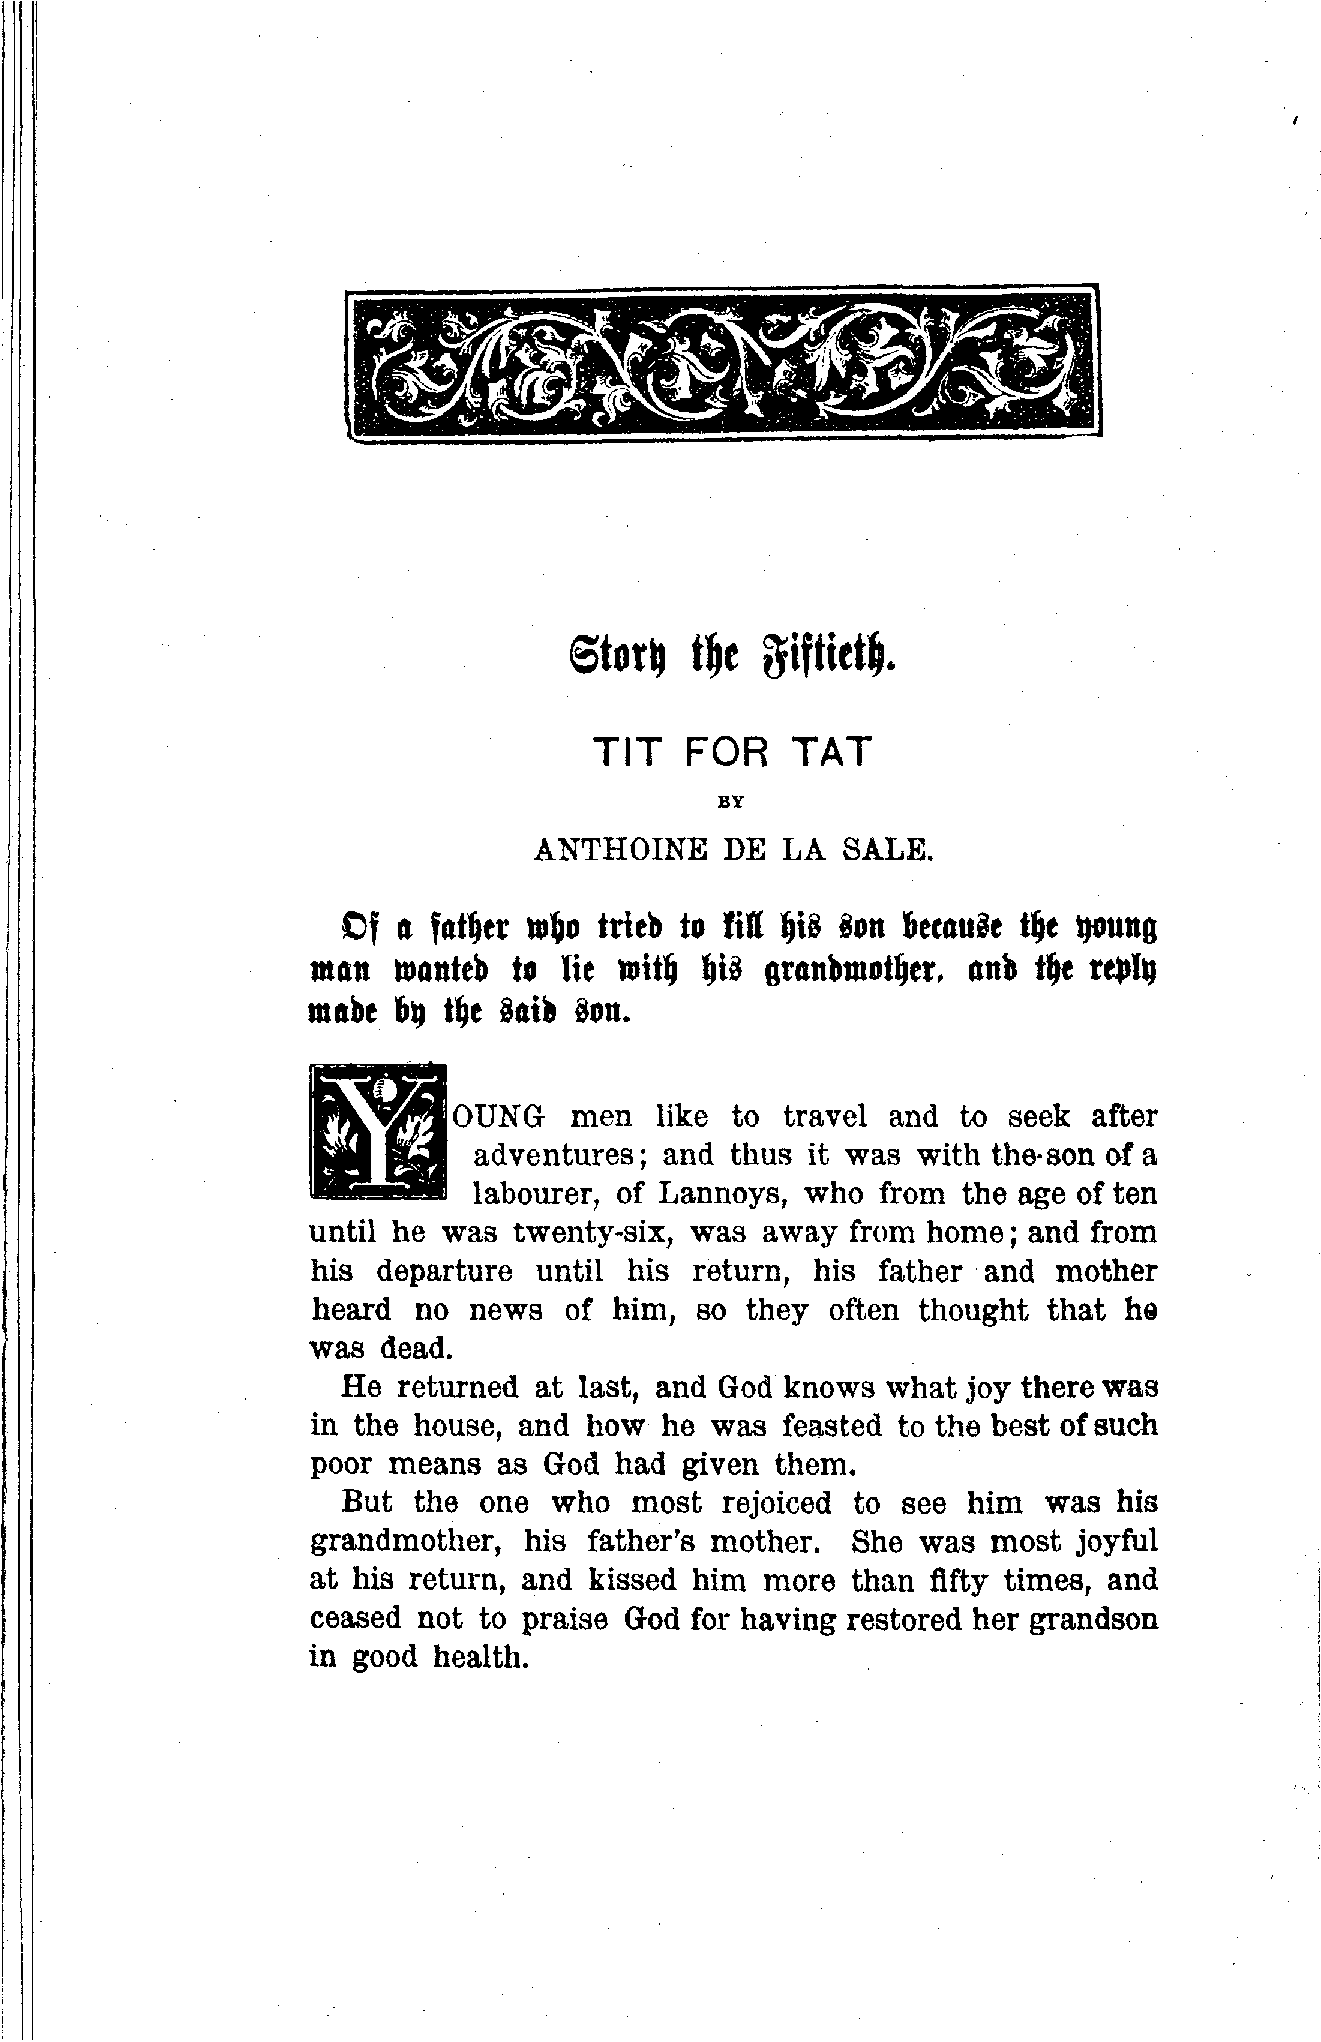 Story the Fiftieth.
TIT FOR TAT
BY
ANTHOINE DE LA SALE.
Of a father who tried to kill his son because the young
man wanted to lie with his grandmother, and the reply
made by the said son.
YOUNG men like to travel and to seek after
adventures; and thus it was with the son of a
labourer, of Lannoys, who from the age of ten
until he was twenty-six, was away from home; and from
his departure until his return, his father and mother
heard no news of him, so they often thought that he
was dead.
He returned at last, and God knows what joy there was
in the house, and how he was feasted to the best of such
poor means as God had given them.
But the one who most rejoiced to see him was his
grandmother, his father's mother. She was most joyful
at his return, and kissed him more than fifty times, and
ceased not to praise God for having restored her grandson
in good health.